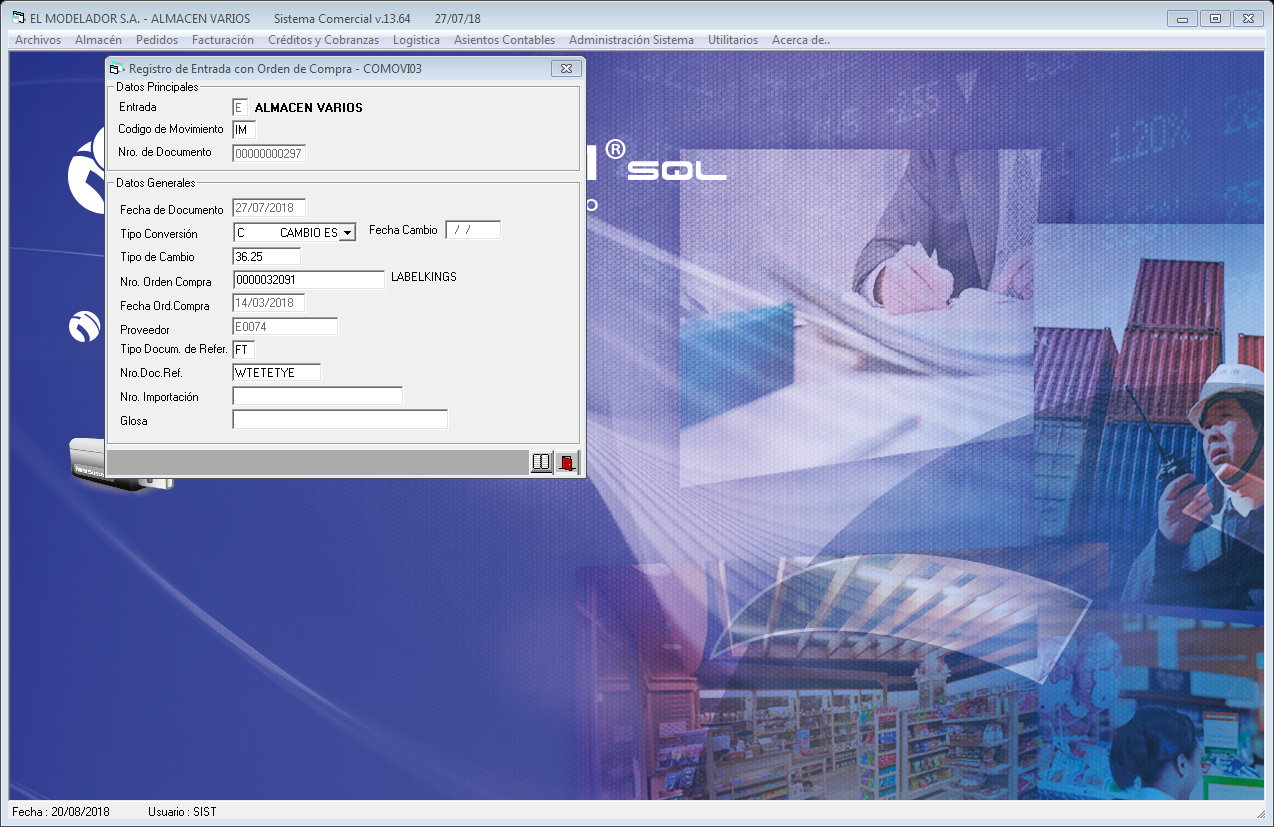 EL MODELADOR S.A. - ALMACEN VARIOS Sistema Comercial v.13.64 27/07/18
Archivos Almacén Pedidos Facturación Créditos y Cobranzas Logistica Asientos Contables Administración Sistema Utilitarios Acerca de..
Registro de Entrada con Orden de Compra - COMOVI03
Datos Principales
Entrada E ALMACEN VARIOS
Codigo de Movimiento IM
Nro. de Documento 00000000297
Datos Generales
Fecha de Documento 27/07/2018
Tipo Conversión C CAMBIO ES Fecha Cambio / /
Tipo de Cambio 36.25
Nro. Orden Compra 0000032091 LABELKINGS
Fecha Ord.Compra 14/03/2018
Proveedor E0074
Tipo Docum. de Refer. FT
Nro.Doc.Ref. WTETETYE
Nro. Importación
Glosa
® SQL
1.20%
Fecha : 20/08/2018 Usuario : SIST